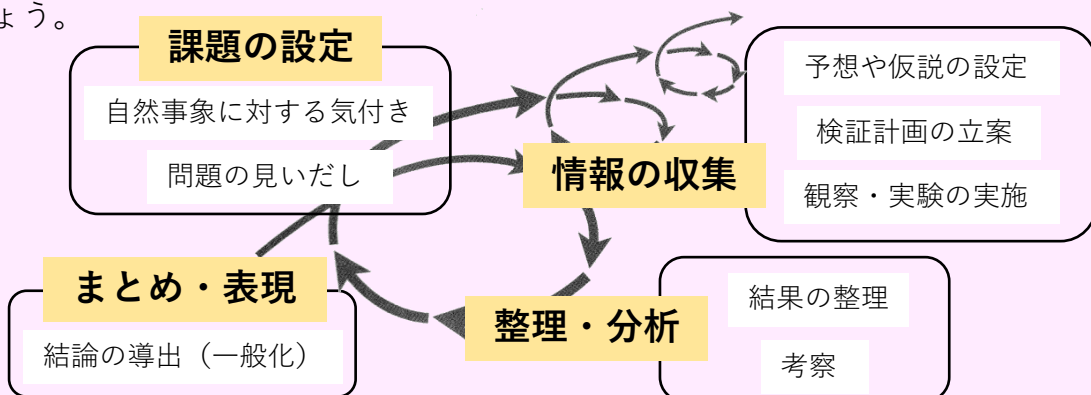 ょう。
課題の設定
自然事象に対する気付き
問題の見いだし
情報の収集
予想や仮説の設定
検証計画の立案
観察・実験の実施
まとめ・表現
結論の導出（一般化）
整理・分析
結果の整理
考察